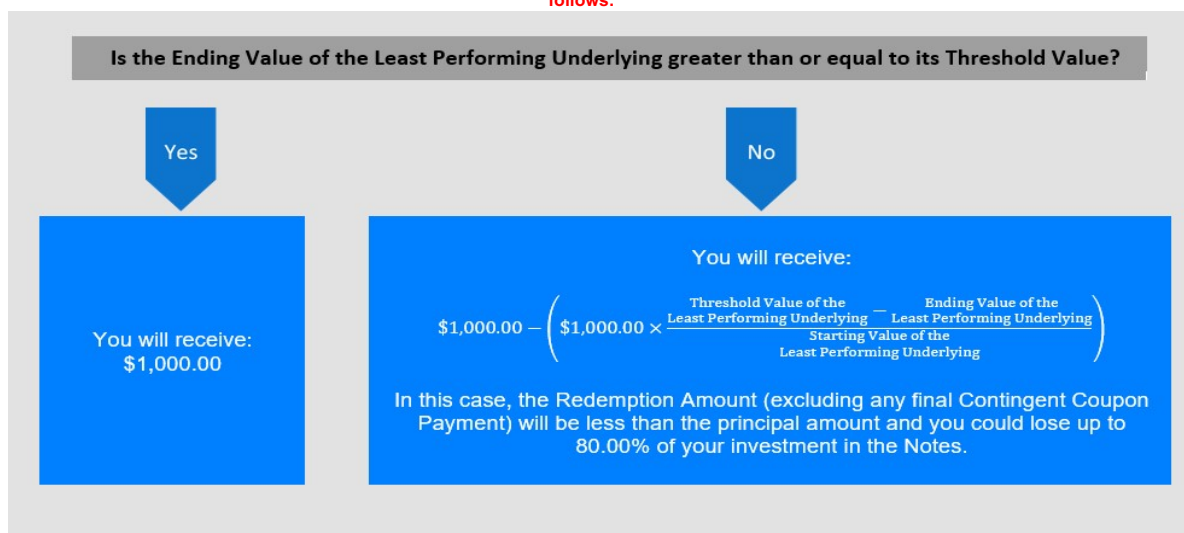 follows:
Is the Ending Value of the Least Performing Underlying greater than or equal to its Threshold Value?
Yes
No
You will receive:
$1,000.00
You will receive:
$1,000.00 − ($1,000.00 × (Threshold Value of the Least Performing Underlying − Ending Value of the Least Performing Underlying) / Starting Value of the Least Performing Underlying)
In this case, the Redemption Amount (excluding any final Contingent Coupon
Payment) will be less than the principal amount and you could lose up to
80.00% of your investment in the Notes.